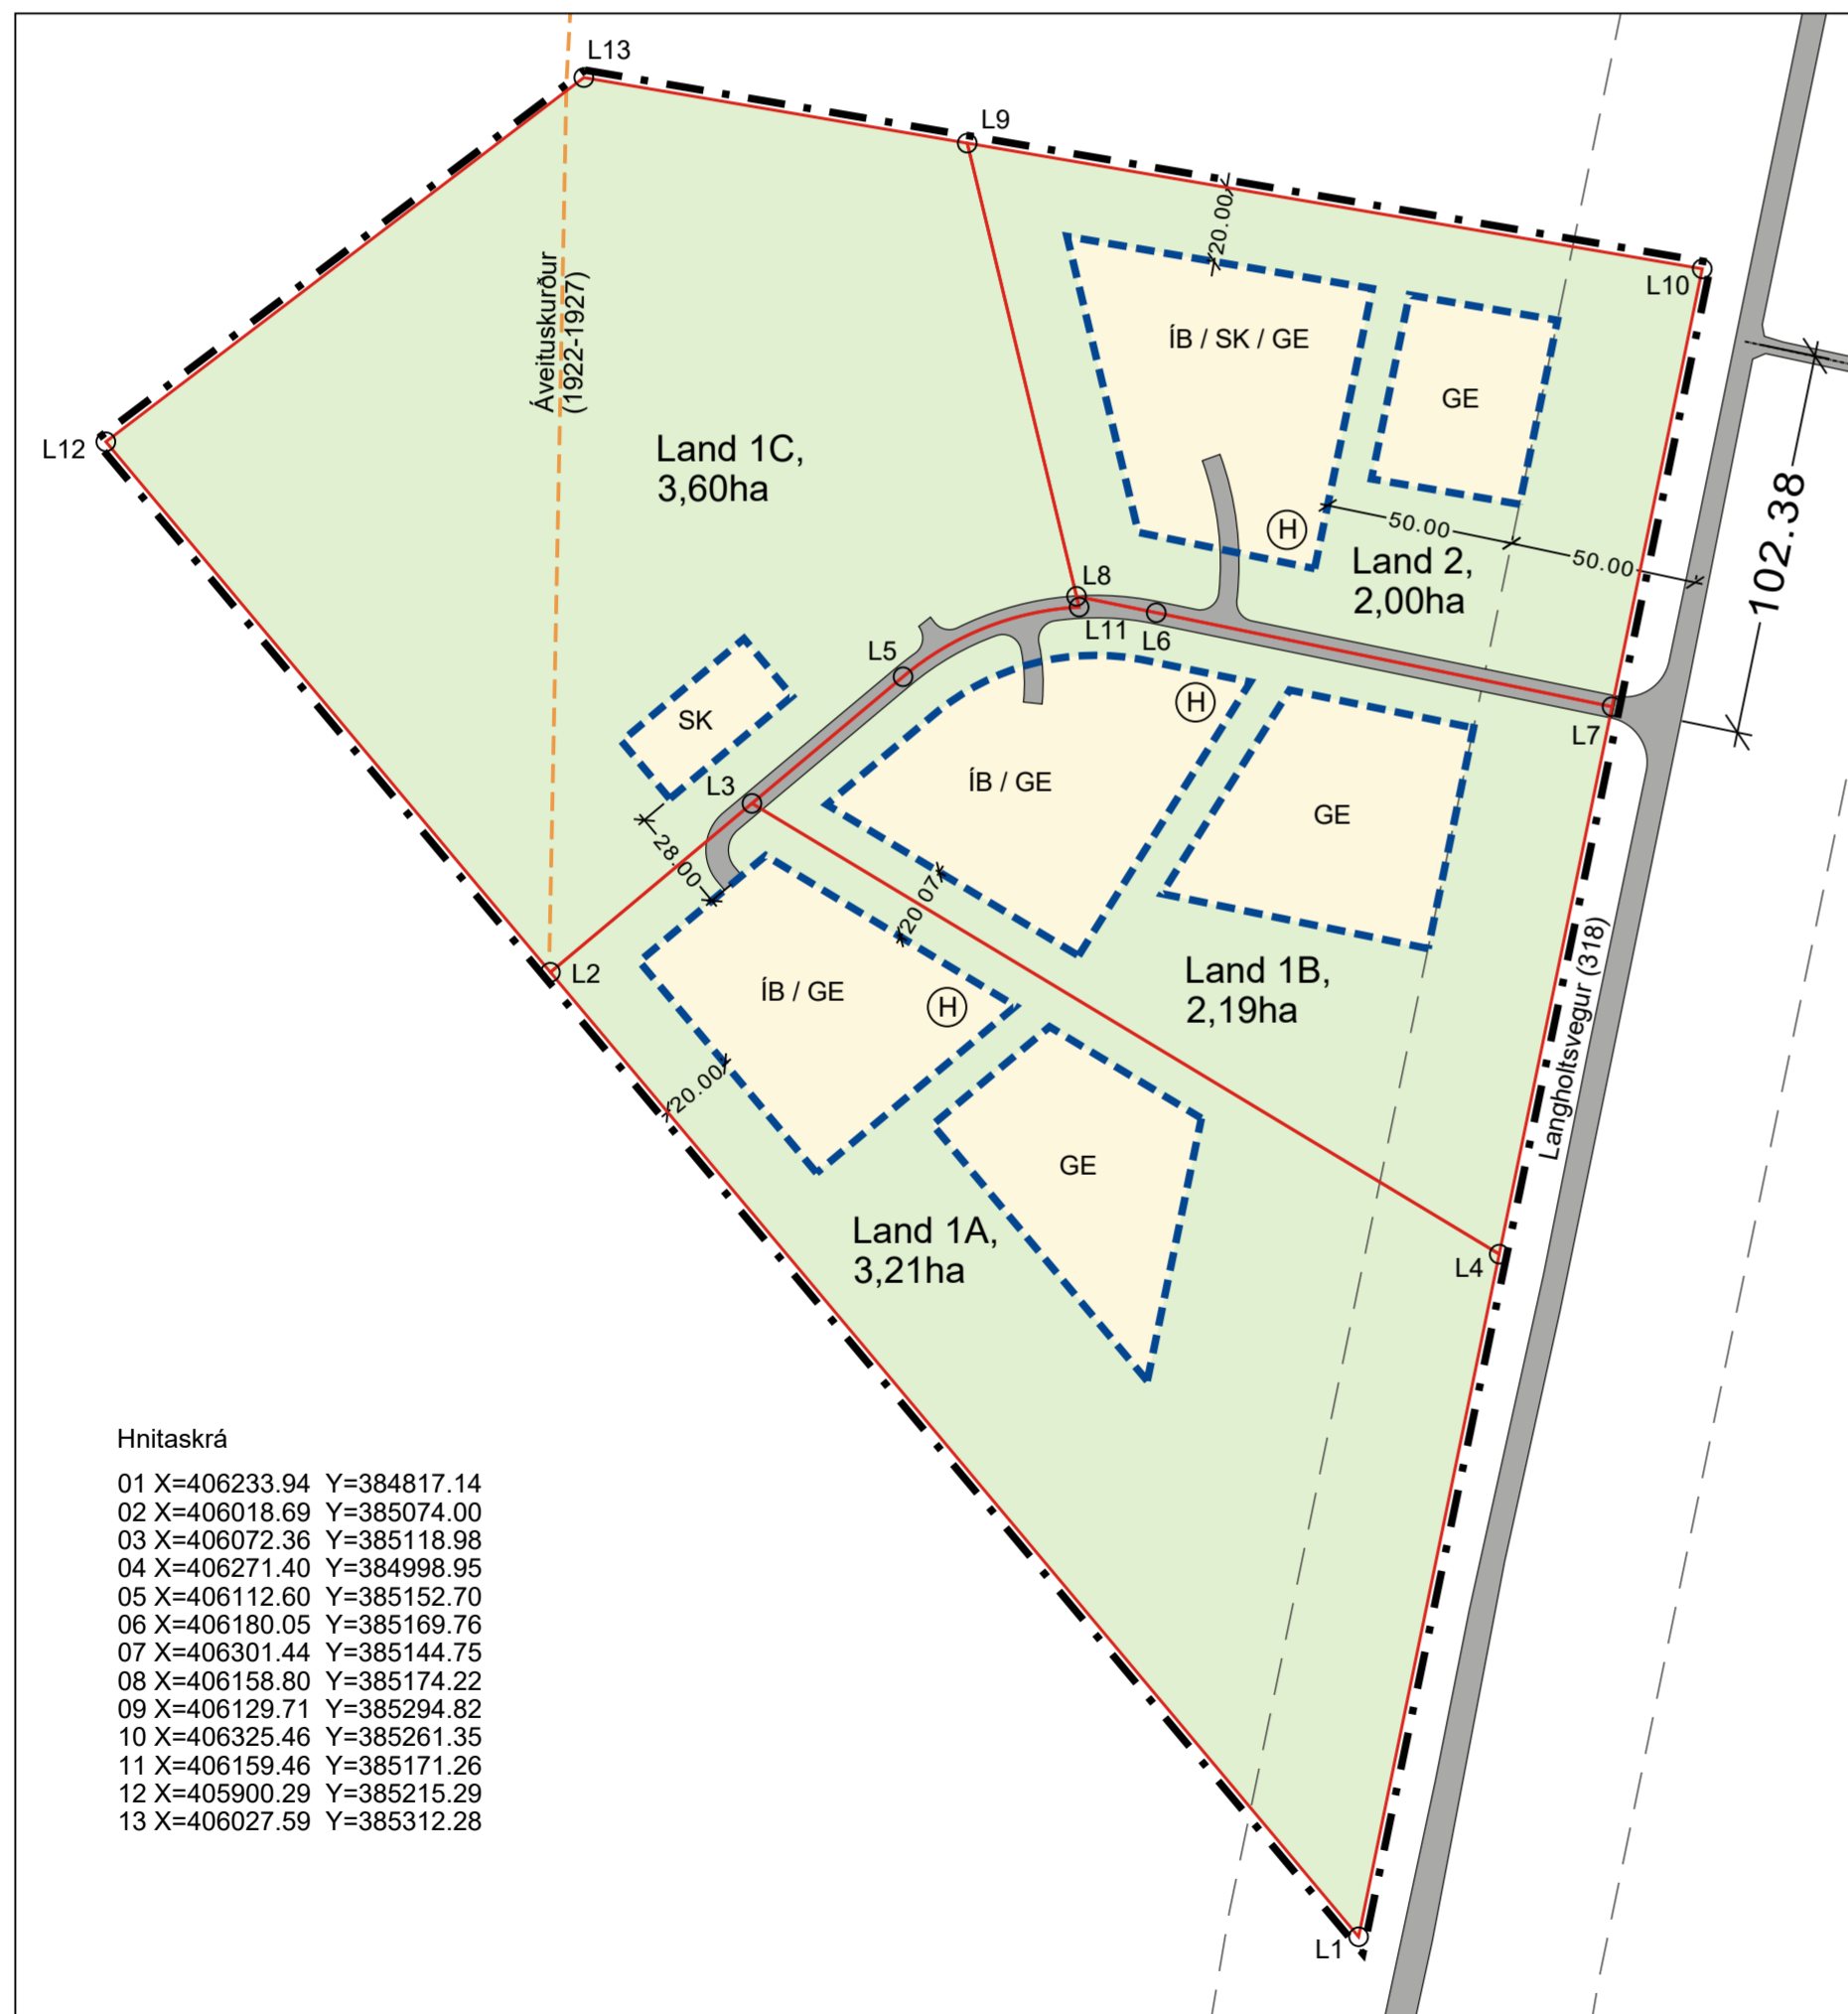 L13
L9
L10
L12
Áveituskurður
(1922-1927)
20.00
ÍB / SK / GE
GE
Land 1C,
3,60ha
H
50.00
50.00
102.38
Land 2,
2,00ha
L8
L11
L6
L5
L7
SK
L3
H
ÍB / GE
GE
28.00
20.07
L2
ÍB / GE
H
Land 1B,
2,19ha
Langholtsvegur (318)
20.00
GE
Land 1A,
3,21ha
L4
Hnitaskrá
01 X=406233.94 Y=384817.14
02 X=406018.69 Y=385074.00
03 X=406072.36 Y=385118.98
04 X=406271.40 Y=384998.95
05 X=406112.60 Y=385152.70
06 X=406180.05 Y=385169.76
07 X=406301.44 Y=385144.75
08 X=406158.80 Y=385174.22
09 X=406129.71 Y=385294.82
10 X=406325.46 Y=385261.35
11 X=406159.46 Y=385171.26
12 X=405900.29 Y=385215.29
13 X=406027.59 Y=385312.28
L1